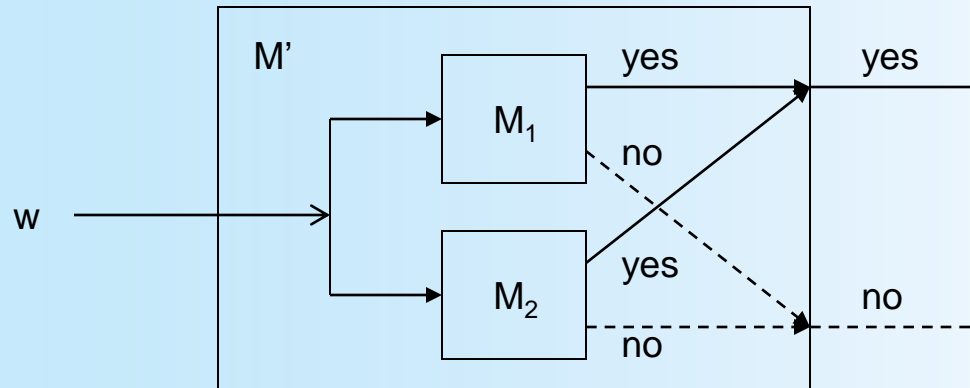 M’
yes
yes
M₁
no
w
yes
M₂
no
no